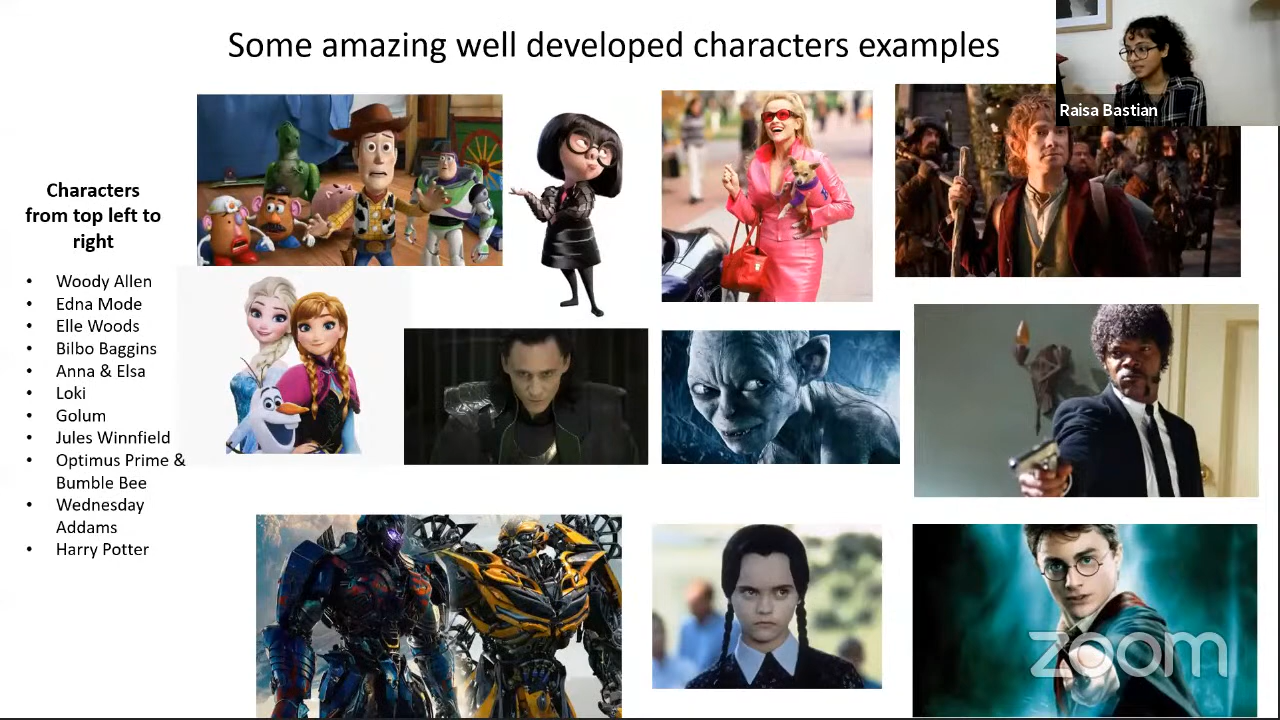 Some amazing well developed characters examples
Raisa Bastian
Characters
from top left to
right
• Woody Allen
• Edna Mode
• Elle Woods
• Bilbo Baggins
• Anna & Elsa
• Loki
• Golum
• Jules Winnfield
• Optimus Prime &
Bumble Bee
• Wednesday
Addams
• Harry Potter
zoom